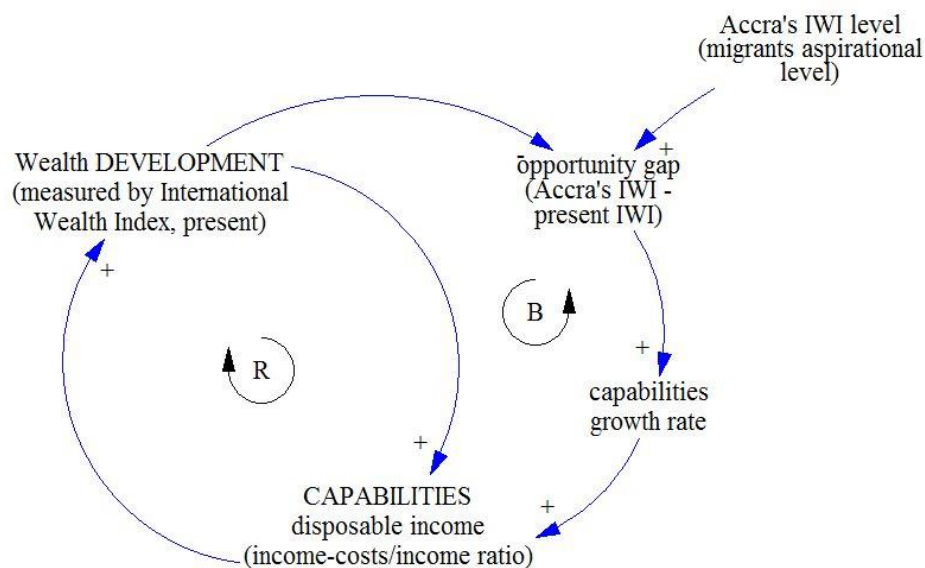 Accra's IWI level
(migrants aspirational
level)
Wealth DEVELOPMENT
(measured by International
Wealth Index, present)
-
+
opportunity gap
(Accra's IWI -
present IWI)
+
B
R
+
capabilities
growth rate
+
+
CAPABILITIES
disposable income
(income-costs/income ratio)